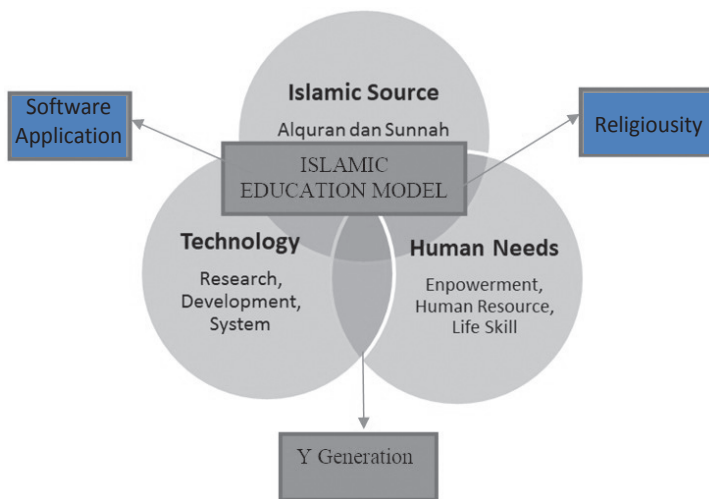 Islamic Source
Alquran dan Sunnah
Software
Application
Religiousity
ISLAMIC
EDUCATION MODEL
Technology
Research,
Development,
System
Human Needs
Enpowerment,
Human Resource,
Life Skill
Y Generation